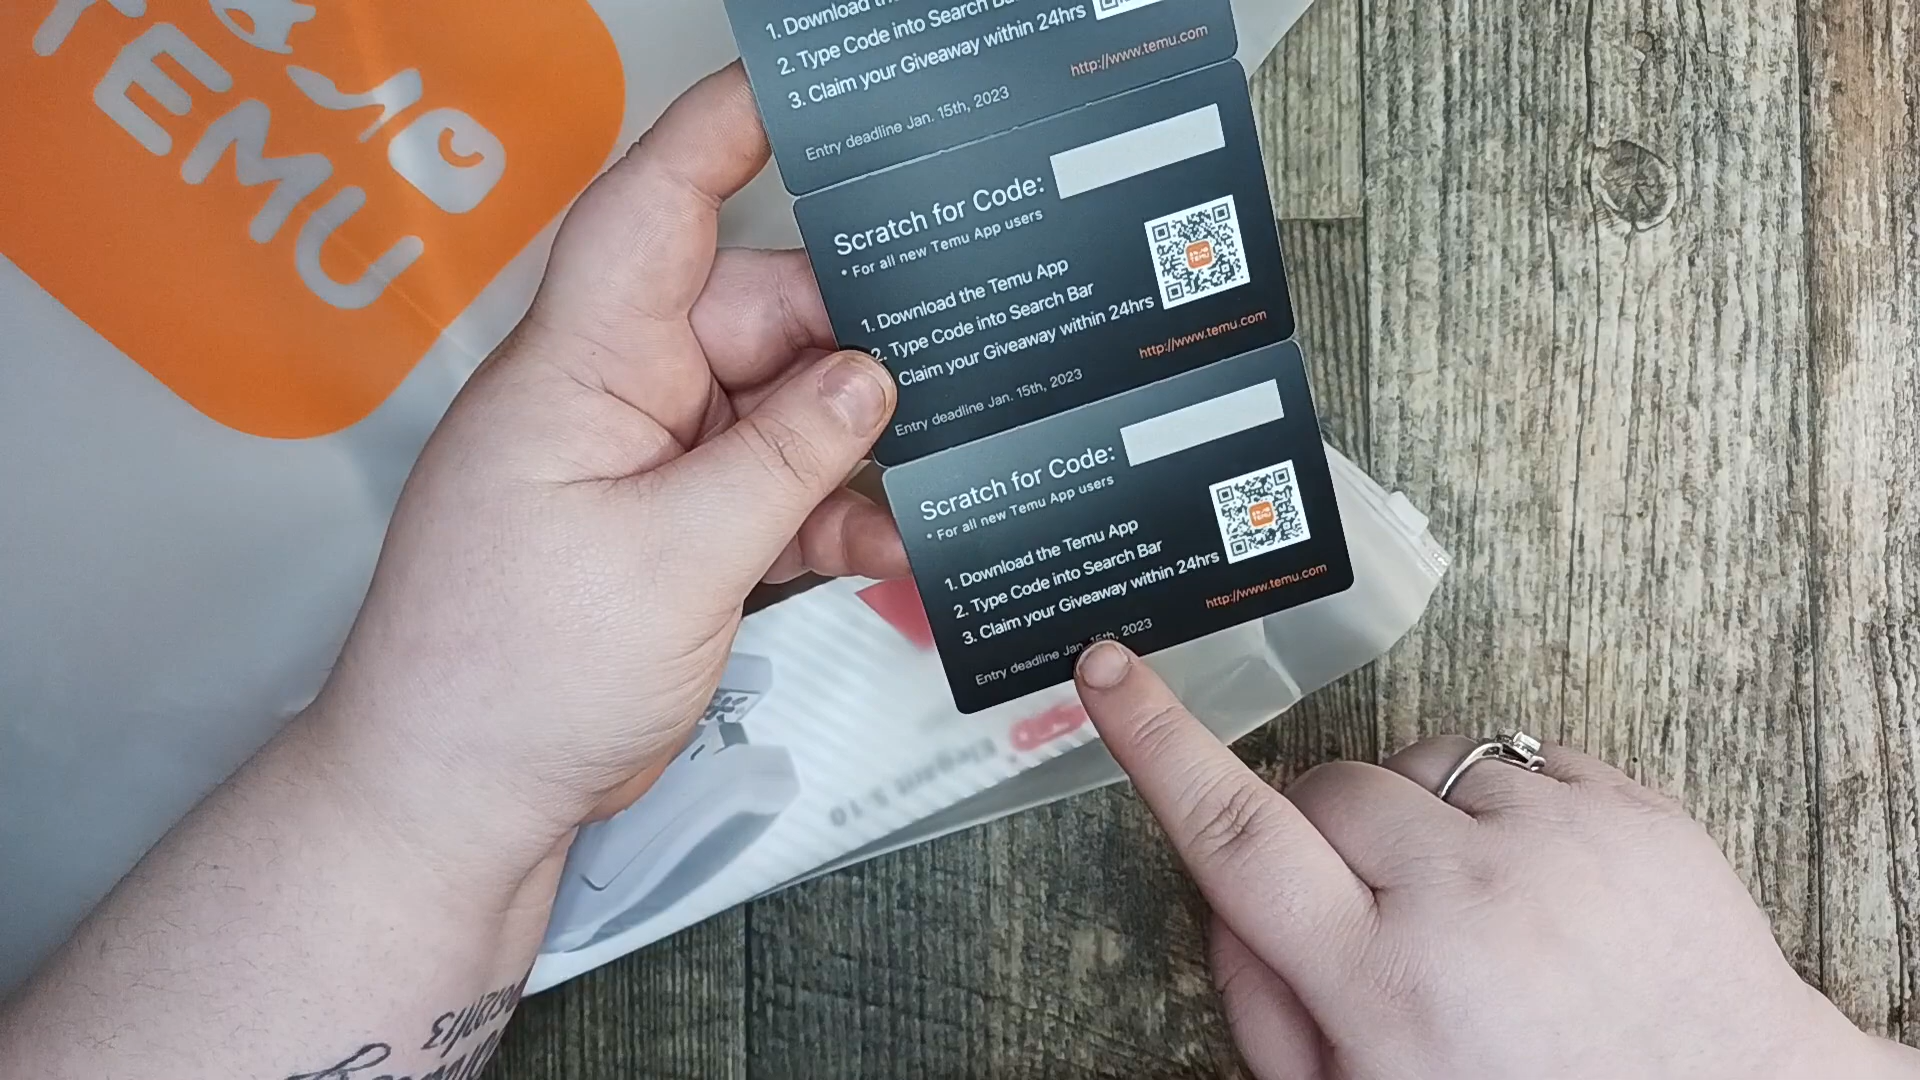 TEMU
1. Download the
2. Type Code into Search Bar
3. Claim your Giveaway within 24hrs
http://www.temu.com
Entry deadline Jan. 15th, 2023
Scratch for Code:
* For all new Temu App users
1. Download the Temu App
2. Type Code into Search Bar
Claim your Giveaway within 24hrs
TEMU
http://www.temu.com
Entry deadline Jan. 15th, 2023
Scratch for Code:
* For all new Temu App users
1. Download the Temu App
2. Type Code into Search Bar
3. Claim your Giveaway within 24hrs
TEMU
http://www.temu.com
Entry deadline Jan. 15th, 2023